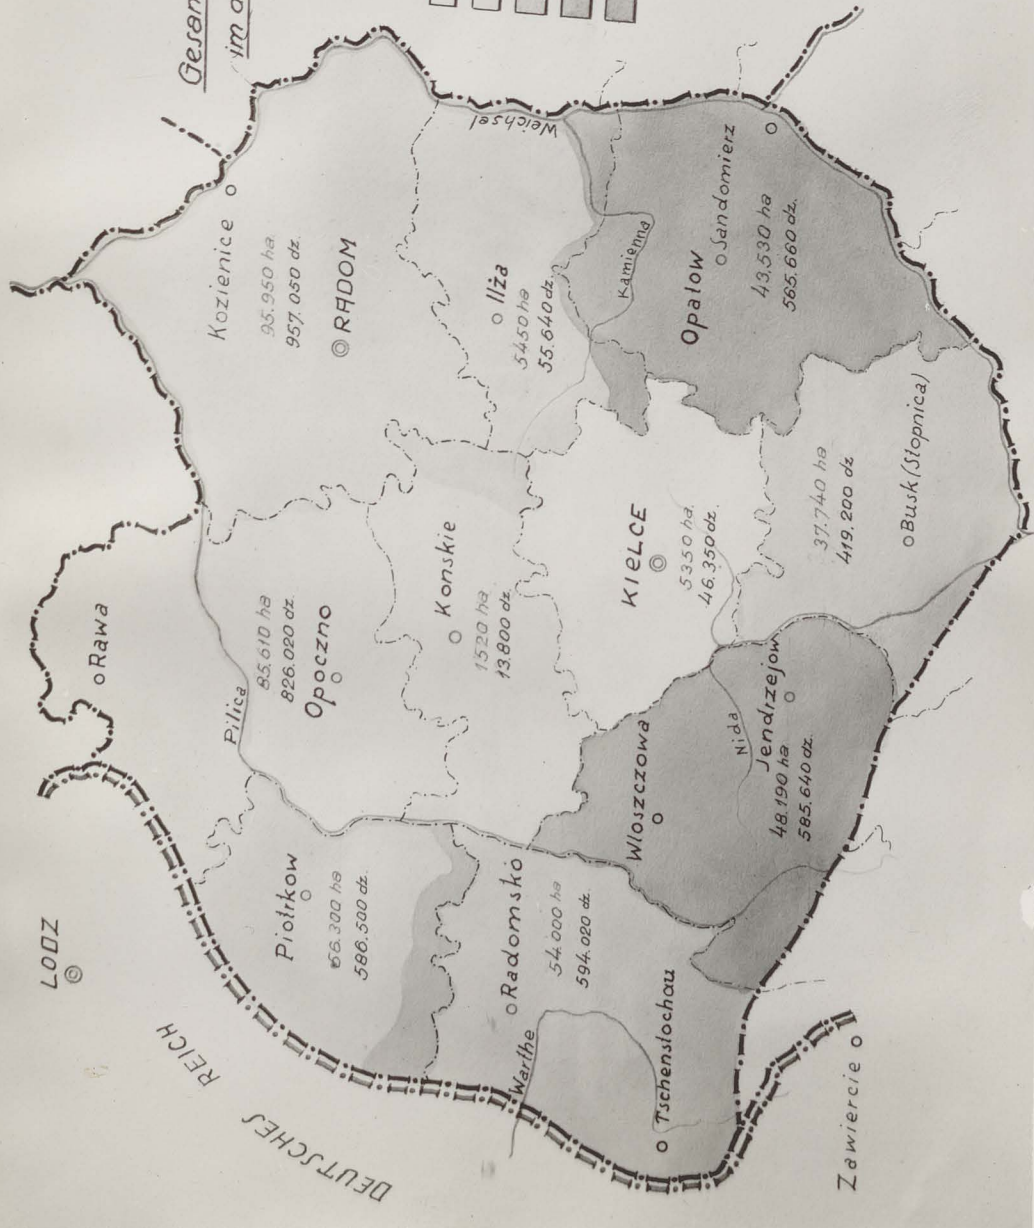 Gesam
im
LODZ
Rawa
DEUTSCHES
REICH
Piotrkow
66.300 ha
586.500 dz.
Pilica
85.610 ha
826.020 dz.
Opoczno
Kozienice
95.950 ha
957.050 dz.
RADOM
Konskie
1520 ha
13.800 dz.
Ilża
5450 ha
55.640 dz.
Weichsel
Warthe
Radomsko
54.000 ha
594.020 dz.
Tschenstochau
Wloszczowa
Nida
Jendrzejow
48.190 ha
585.640 dz.
KIELCE
5350 ha.
46.350 dz.
Kamienna
Opatow
Sandomierz
43.530 ha
565.660 dz.
37.740 ha
419.200 dz
Busk (Stopnica)
Zawiercie